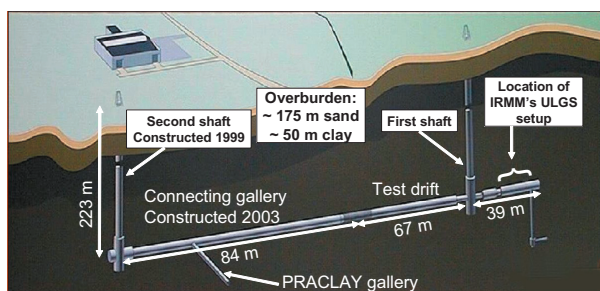 Overburden:
~ 175 m sand
~ 50 m clay
Location of
IRMM's ULGS
setup
Second shaft
Constructed 1999
First shaft
223 m
Connecting gallery
Constructed 2003
Test drift
39 m
67 m
84 m
PRACLAY gallery